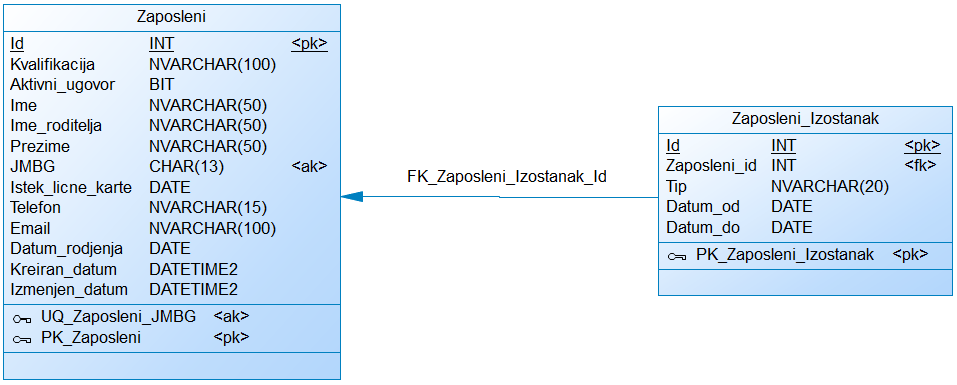 Zaposleni
Id INT <pk>
Kvalifikacija NVARCHAR(100)
Aktivni_ugovor BIT
Ime NVARCHAR(50)
Ime_roditelja NVARCHAR(50)
Prezime NVARCHAR(50)
JMBG CHAR(13) <ak>
Istek_licne_karte DATE
Telefon NVARCHAR(15)
Email NVARCHAR(100)
Datum_rodjenja DATE
Kreiran_datum DATETIME2
Izmenjen_datum DATETIME2
UQ_Zaposleni_JMBG <ak>
PK_Zaposleni <pk>
FK_Zaposleni_Izostanak_Id
Zaposleni_Izostanak
Id INT <pk>
Zaposleni_id INT <fk>
Tip NVARCHAR(20)
Datum_od DATE
Datum_do DATE
PK_Zaposleni_Izostanak <pk>